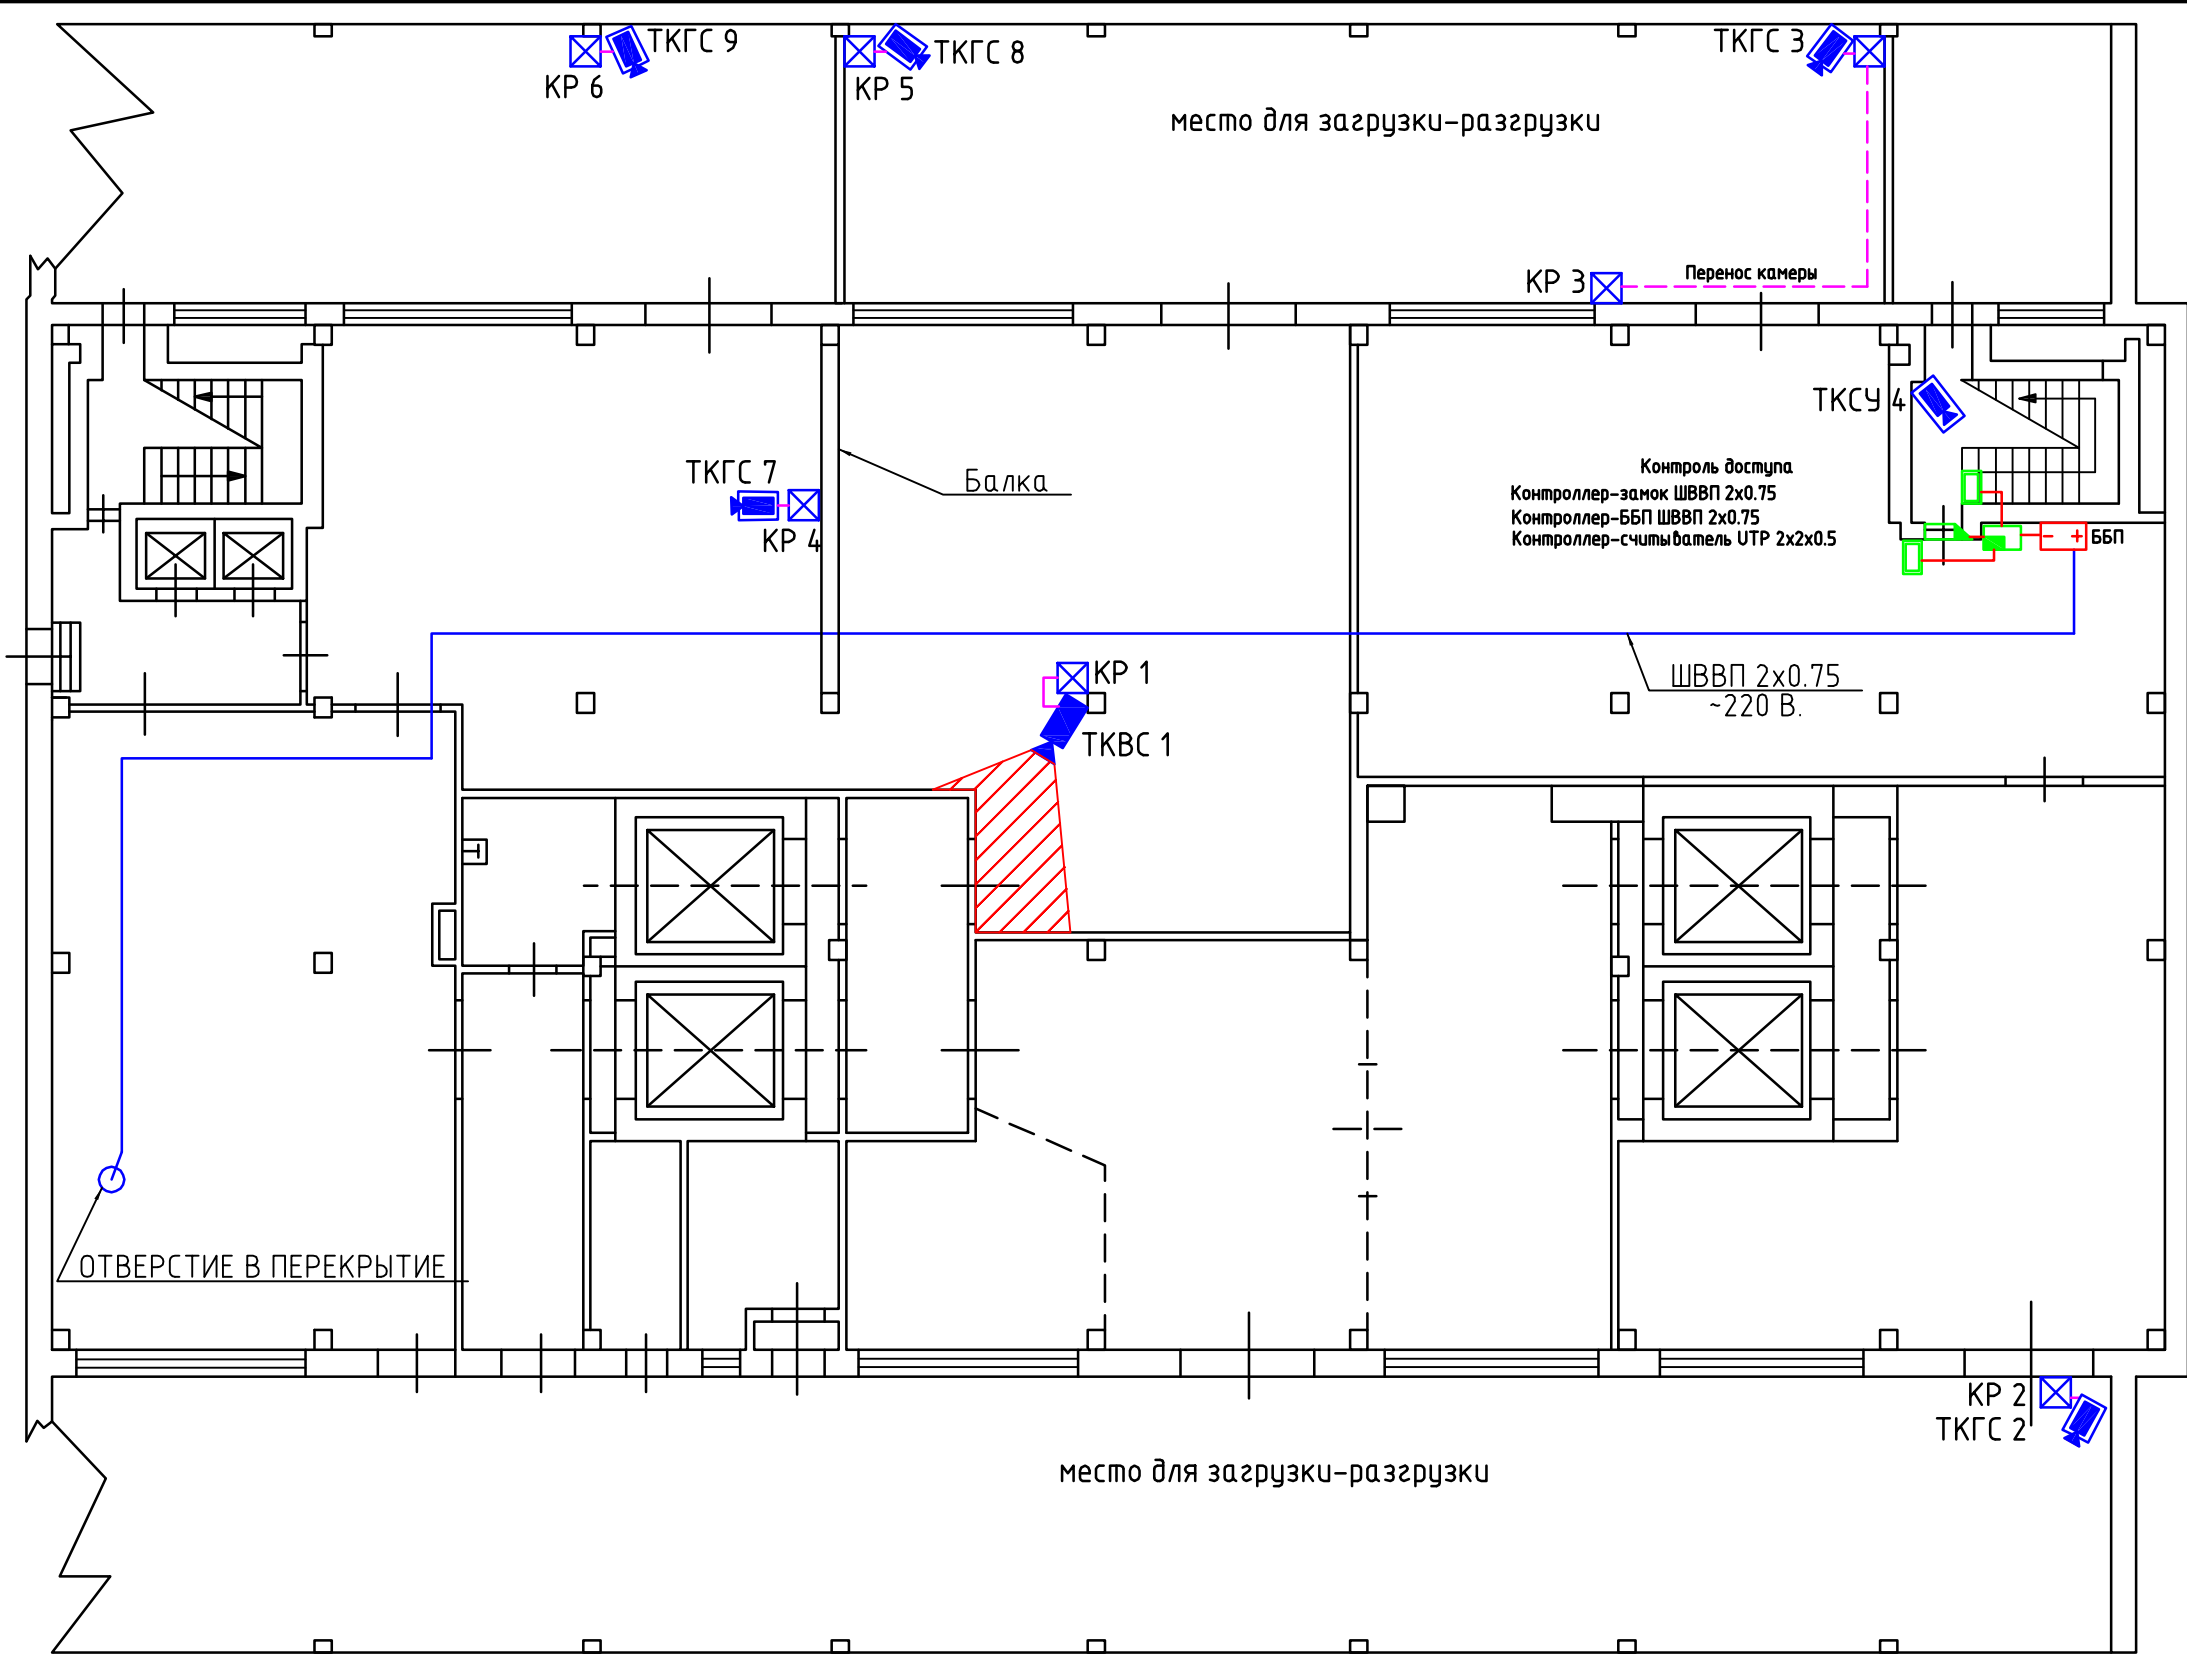 ТКГС 9
КР 6
ТКГС 8
КР 5
ТКГС 3
место для загрузки-разгрузки
КР 3
Перенос камеры
ТКСУ 4
ТКГС 7
КР 4
Балка
Контроль доступа
Контроллер-замок ШВВП 2х0.75
Контроллер-ББП ШВВП 2х0.75
Контроллер-считыватель UTP 2х2х0.5
- +
ББП
КР 1
ТКВС 1
ШВВП 2х0.75
~220 В.
ОТВЕРСТИЕ В ПЕРЕКРЫТИЕ
КР 2
ТКГС 2
место для загрузки-разгрузки